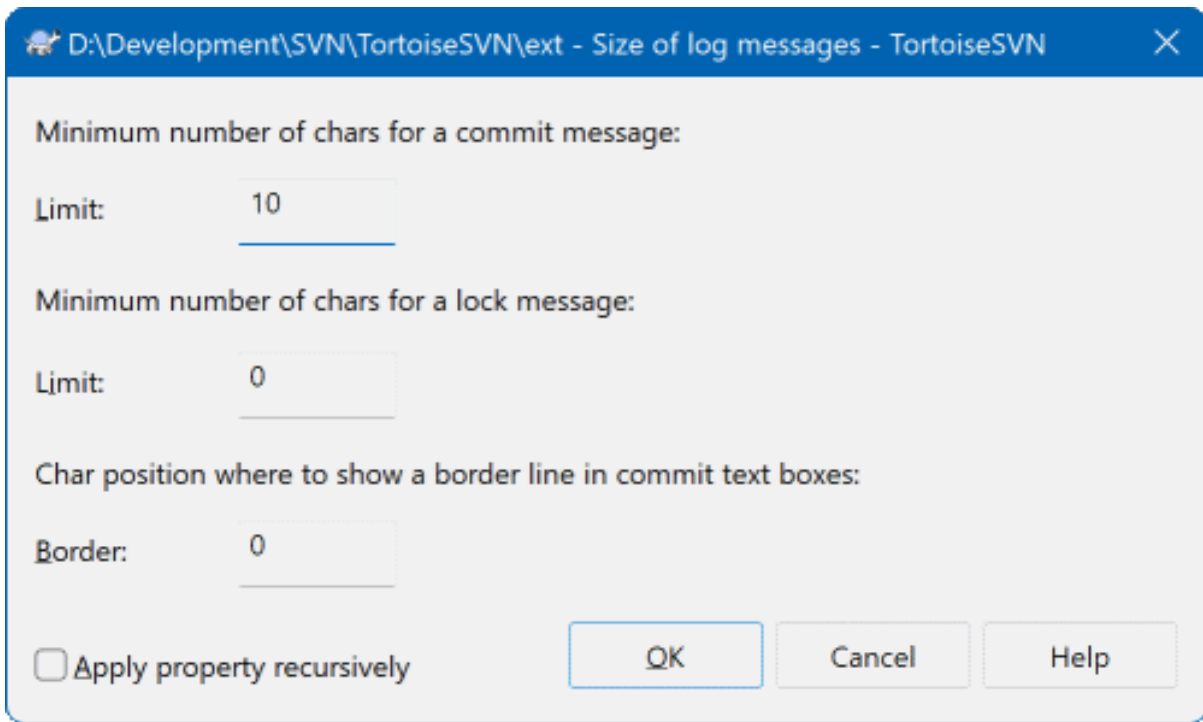 D:\Development\SVN\TortoiseSVN\ext - Size of log messages - TortoiseSVN
Minimum number of chars for a commit message:
Limit: 10
Minimum number of chars for a lock message:
Limit: 0
Char position where to show a border line in commit text boxes:
Border: 0
Apply property recursively OK Cancel Help